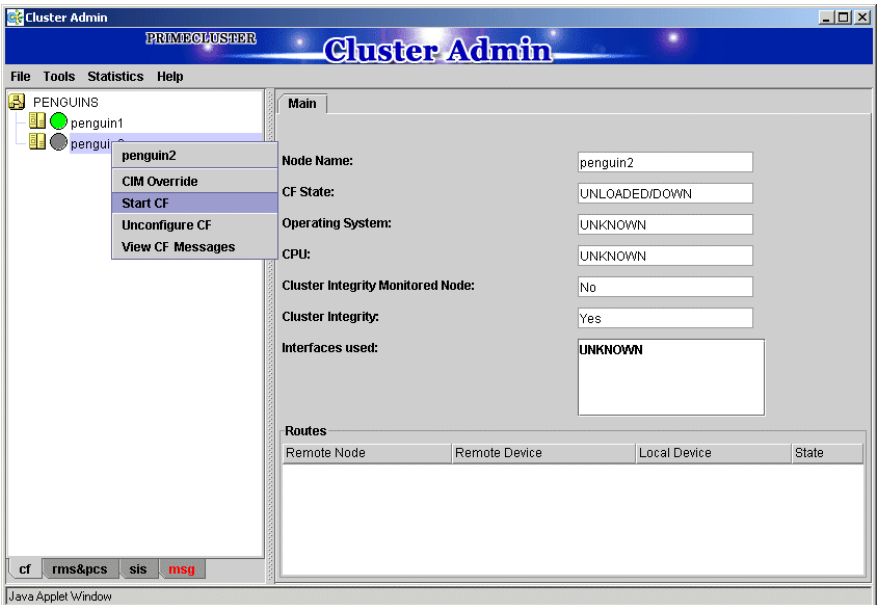 Cluster Admin
PRIMECLUSTER
Cluster Admin
File Tools Statistics Help
PENGUINS
penguin1
penguin2
CIM Override
Start CF
Unconfigure CF
View CF Messages
Main
Node Name: penguin2
CF State: UNLOADED/DOWN
Operating System: UNKNOWN
CPU: UNKNOWN
Cluster Integrity Monitored Node: No
Cluster Integrity: Yes
Interfaces used: UNKNOWN
Routes
Remote Node Remote Device Local Device State
cf rms&pcs sis msg
Java Applet Window